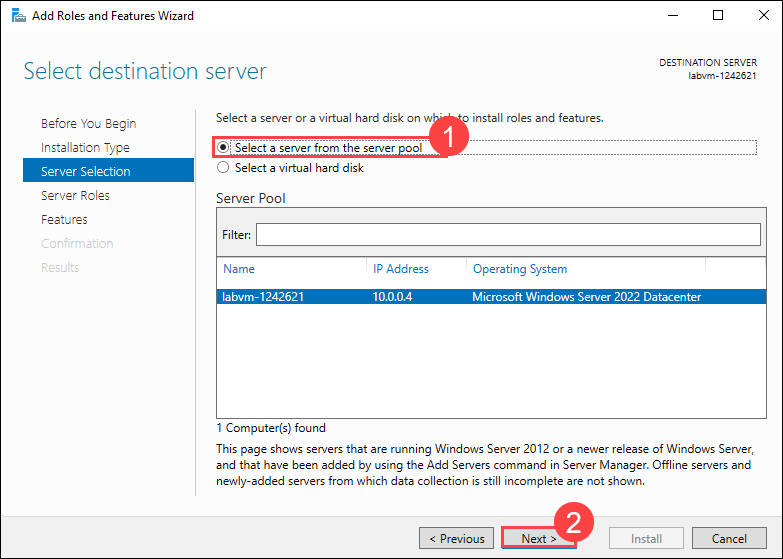 Add Roles and Features Wizard
Select destination server
DESTINATION SERVER
labvm-1242621
Before You Begin
Installation Type
Server Selection
Server Roles
Features
Confirmation
Results
Select a server or a virtual hard disk on which to install roles and features.
1
Select a server from the server pool
Select a virtual hard disk
Server Pool
Filter:
Name IP Address Operating System
labvm-1242621 10.0.0.4 Microsoft Windows Server 2022 Datacenter
1 Computer(s) found
This page shows servers that are running Windows Server 2012 or a newer release of Windows Server,
and that have been added by using the Add Servers command in Server Manager. Offline servers and
newly-added servers from which data collection is still incomplete are not shown.
2
< Previous Next > Install Cancel